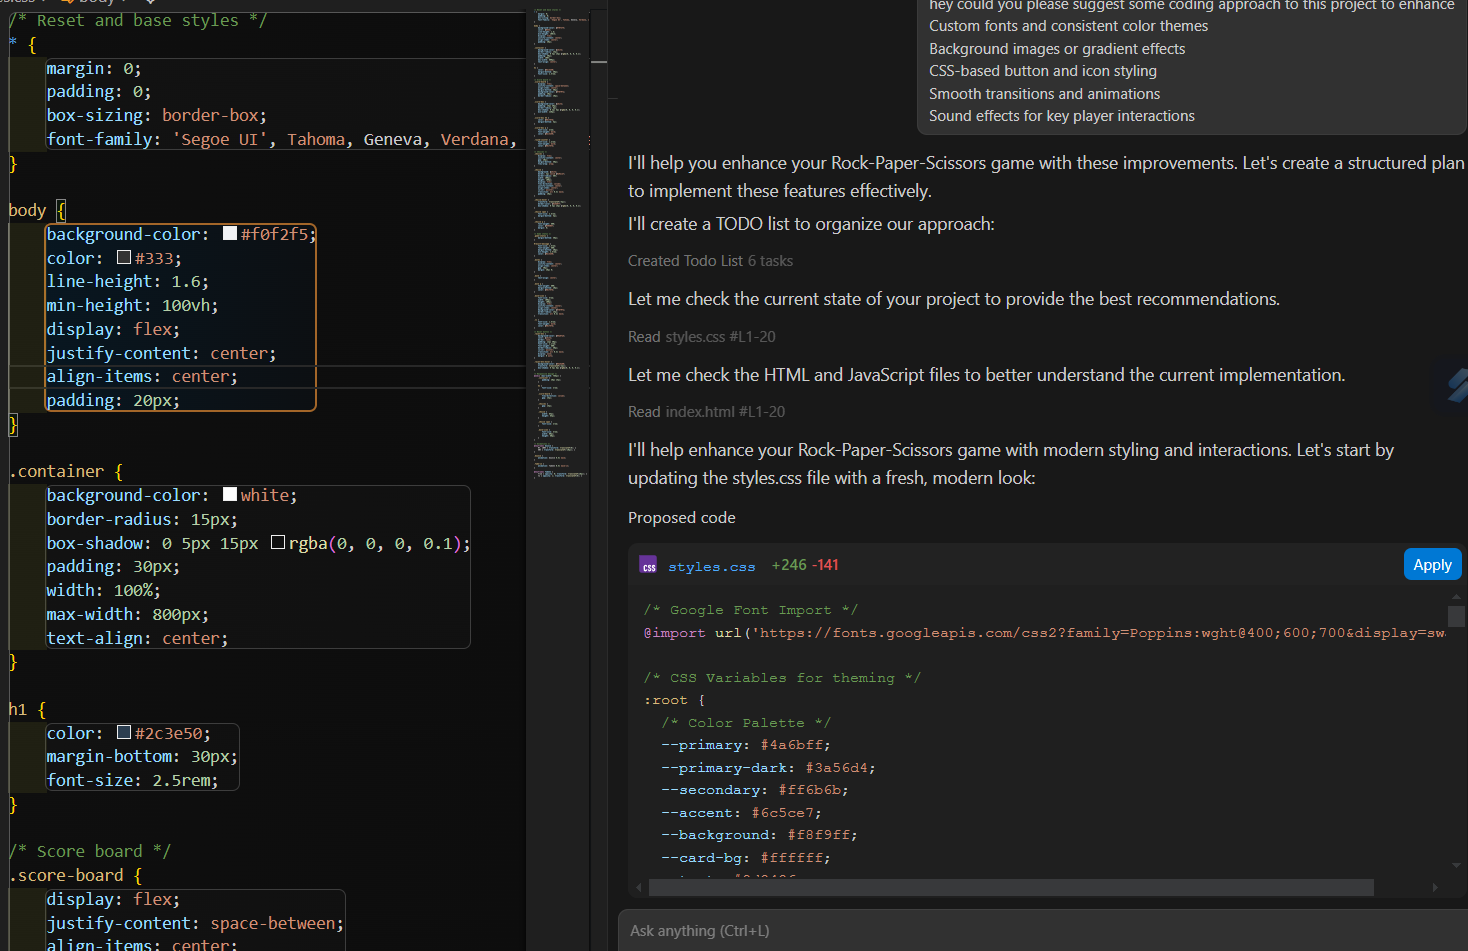 /* Reset and base styles */
* {
margin: 0;
padding: 0;
box-sizing: border-box;
font-family: 'Segoe UI', Tahoma, Geneva, Verdana,
}
body {
background-color: #f0f2f5;
color: #333;
line-height: 1.6;
min-height: 100vh;
display: flex;
justify-content: center;
align-items: center;
padding: 20px;
}
.container {
background-color: white;
border-radius: 15px;
box-shadow: 0 5px 15px rgba(0, 0, 0, 0.1);
padding: 30px;
width: 100%;
max-width: 800px;
text-align: center;
}
h1 {
color: #2c3e50;
margin-bottom: 30px;
font-size: 2.5rem;
}
/* Score board */
.score-board {
display: flex;
justify-content: space-between;
align-items: center;
hey could you please suggest some coding approach to this project to enhance
Custom fonts and consistent color themes
Background images or gradient effects
CSS-based button and icon styling
Smooth transitions and animations
Sound effects for key player interactions
I'll help you enhance your Rock-Paper-Scissors game with these improvements. Let's create a structured plan
to implement these features effectively.
I'll create a TODO list to organize our approach:
Created Todo List 6 tasks
Let me check the current state of your project to provide the best recommendations.
Read styles.css #L1-20
Let me check the HTML and JavaScript files to better understand the current implementation.
Read index.html #L1-20
I'll help enhance your Rock-Paper-Scissors game with modern styling and interactions. Let's start by
updating the styles.css file with a fresh, modern look:
Proposed code
css styles.css +246 -141 Apply
/* Google Font Import */
@import url('https://fonts.googleapis.com/css2?family=Poppins:wght@400;600;700&display=sw
/* CSS Variables for theming */
:root {
/* Color Palette */
--primary: #4a6bff;
--primary-dark: #3a56d4;
--secondary: #ff6b6b;
--accent: #6c5ce7;
--background: #f8f9ff;
--card-bg: #ffffff;
Ask anything (Ctrl+L)